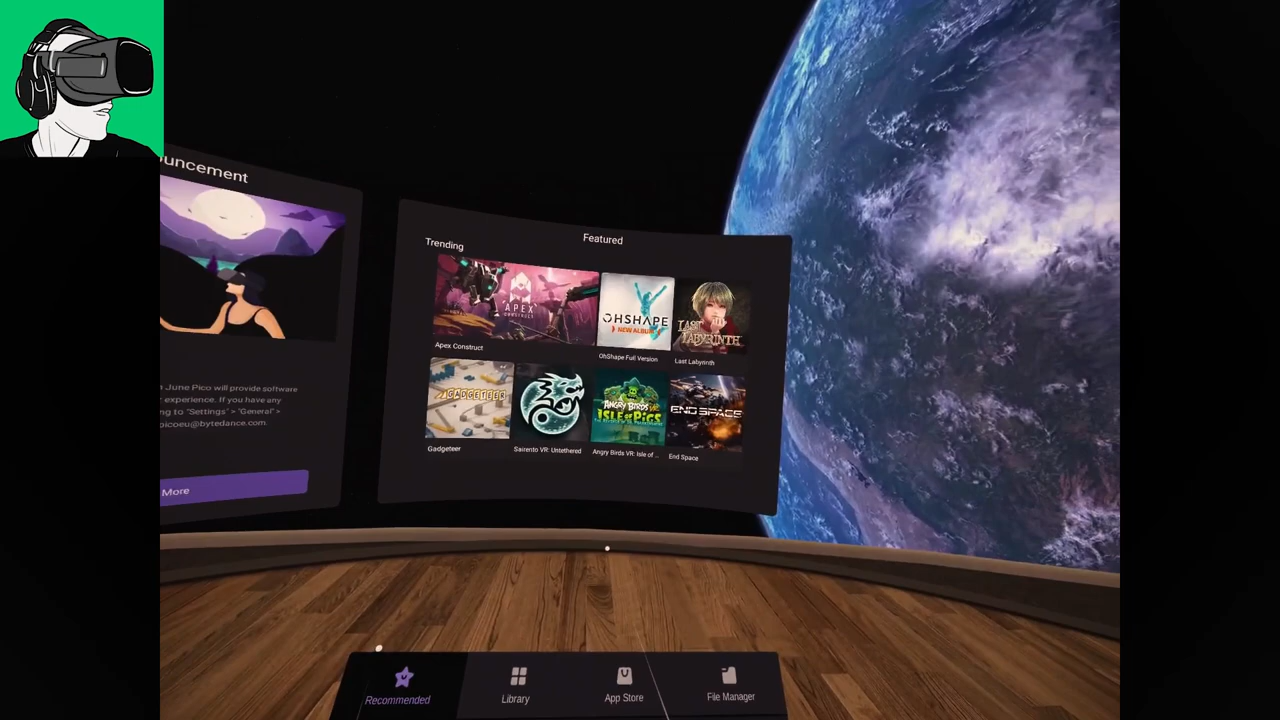 ouncement
n June Pico will provide software
experience. If you have any
ng to "Settings" > "General" >
picoeu@bytedance.com.
More
Featured
Trending
APEX
CONSTRUCT
Apex Construct
OHSHAPE
NEW ALBUM
OhShape Full Version
LAST
LABYRINTH
Last Labyrinth
GADGETEER
Gadgeteer
Sairento VR: Untethered
ANGRY BIRDS VR
ISLE OF PIGS
Angry Birds VR: Isle of ...
END SPACE
End Space
Recommended
Library
App Store
File Manager